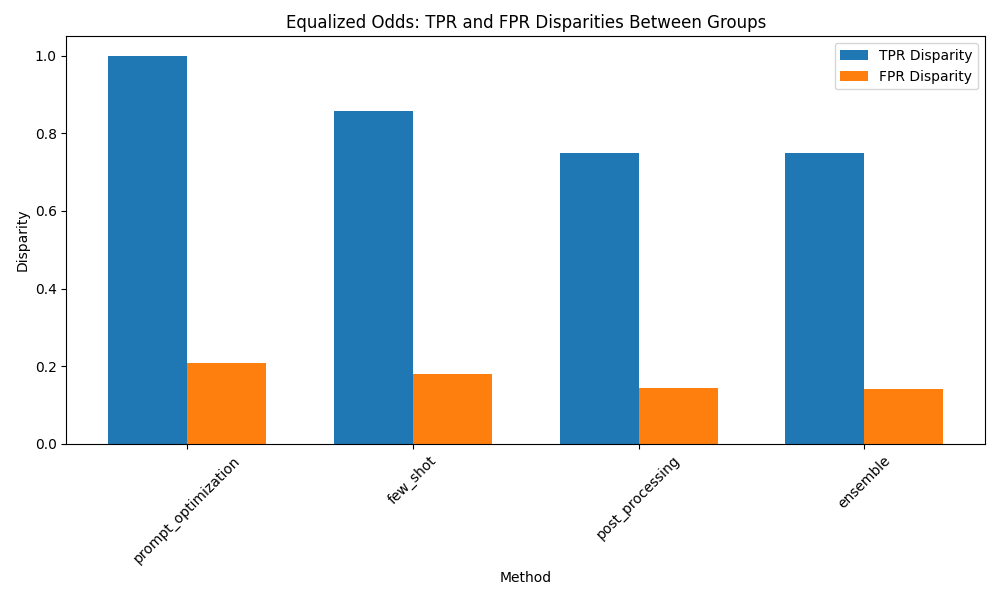 Equalized Odds: TPR and FPR Disparities Between Groups
TPR Disparity
FPR Disparity
1.0
0.8
0.6
0.4
0.2
0.0
Disparity
prompt_optimization
few_shot
post_processing
ensemble
Method